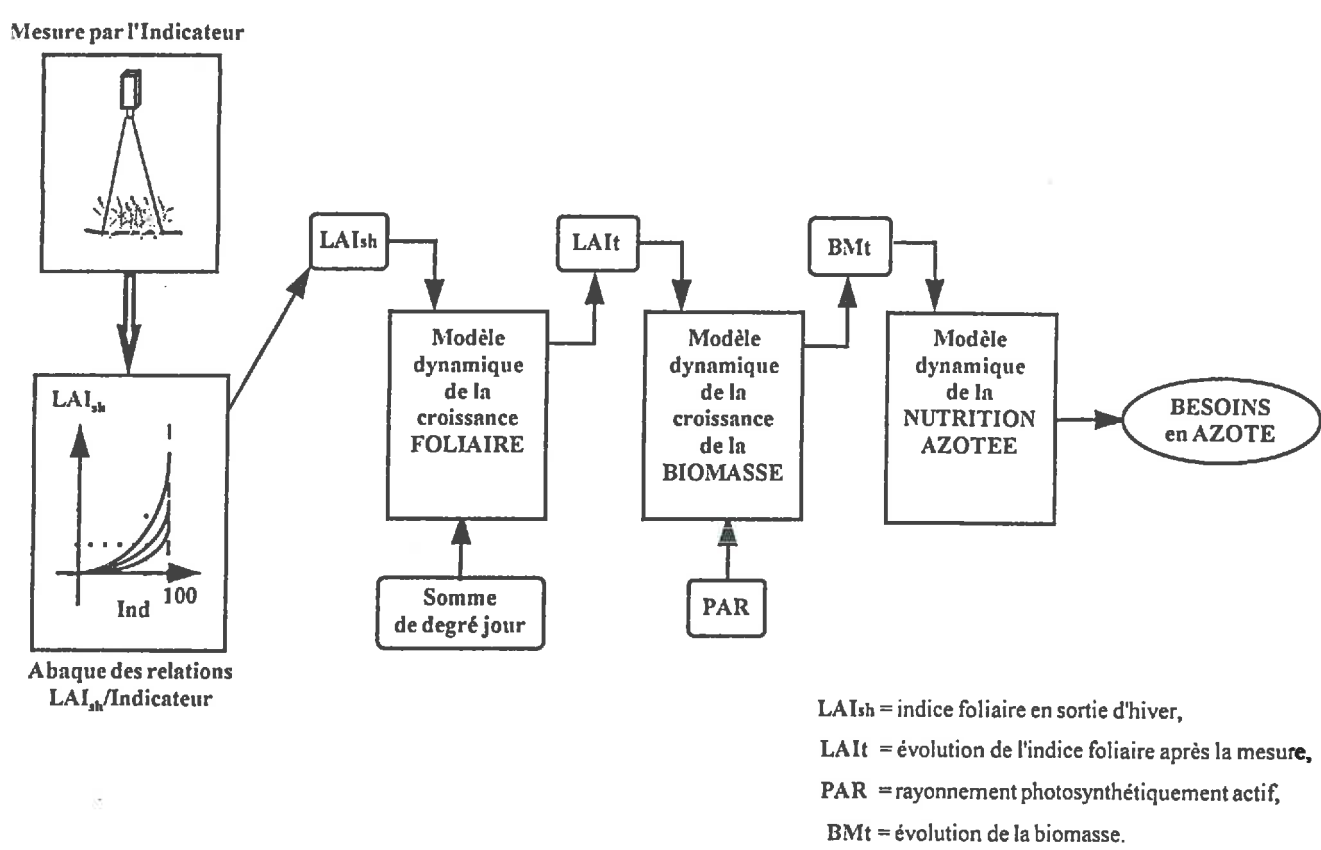 Mesure par l'Indicateur
LAIsh
LAIt
BMt
Modèle
dynamique
de la
croissance
FOLIAIRE
Modèle
dynamique
de la
croissance
de la
BIOMASSE
Modèle
dynamique
de la
NUTRITION
AZOTEE
BESOINS
en AZOTE
LAIsh
Ind 100
Somme
de degré jour
PAR
Abaque des relations
LAIsh/Indicateur
LAIsh = indice foliaire en sortie d'hiver,
LAIt = évolution de l'indice foliaire après la mesure,
PAR = rayonnement photosynthétiquement actif,
BMt = évolution de la biomasse.